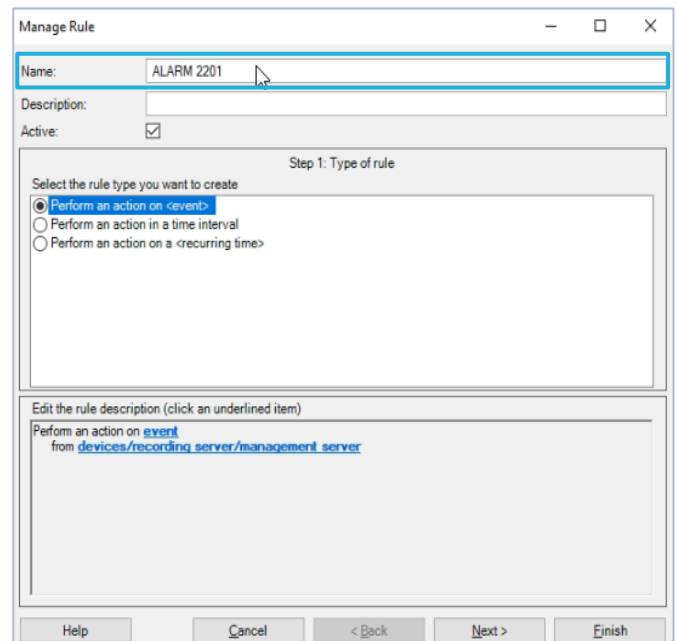 Manage Rule
Name: ALARM 2201
Description:
Active:
Step 1: Type of rule
Select the rule type you want to create
Perform an action on <event>
Perform an action in a time interval
Perform an action on a <recurring time>
Edit the rule description (click an underlined item)
Perform an action on event
from devices/recording server/management server
Help Cancel < Back Next > Finish